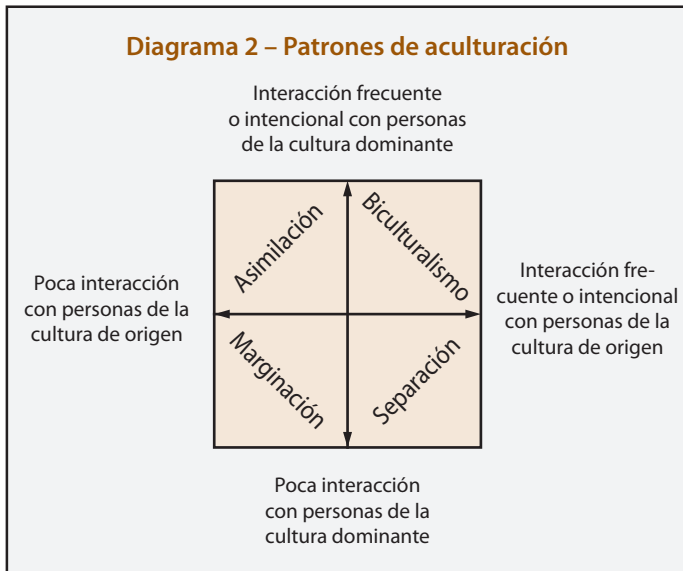 Diagrama 2 – Patrones de aculturación
Interacción frecuente
o intencional con personas
de la cultura dominante
Asimilación
Biculturalismo
Poca interacción
con personas de la
cultura de origen
Interacción fre-
cuente o intencional
con personas de la
cultura de origen
Marginación
Separación
Poca interacción
con personas de la
cultura dominante